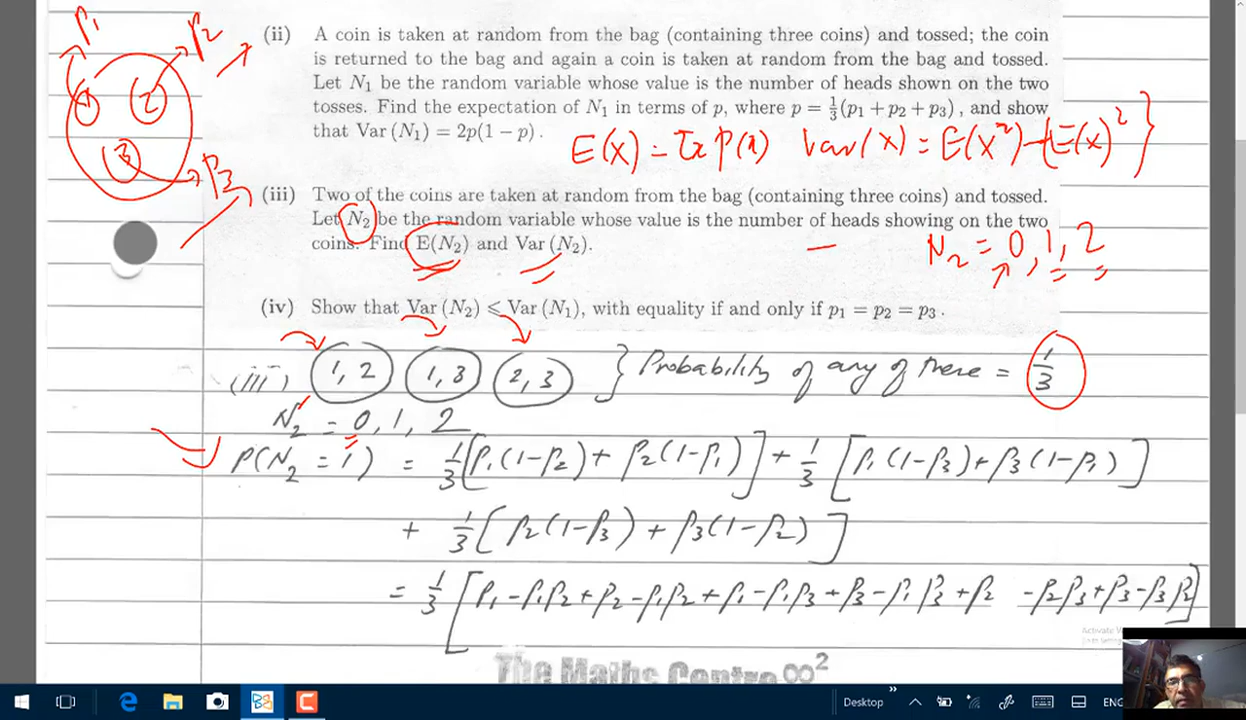 (ii) A coin is taken at random from the bag (containing three coins) and tossed; the coin
is returned to the bag and again a coin is taken at random from the bag and tossed.
Let N₁ be the random variable whose value is the number of heads shown on the two
tosses. Find the expectation of N₁ in terms of p, where p = ⅓(p₁ + p₂ + p₃), and show
that Var (N₁) = 2p(1 − p).
p1
p2
1 2
3
p3
E(X) = Σx p(x) Var(X) = E(X²) − (E(X)²}
(iii) Two of the coins are taken at random from the bag (containing three coins) and tossed.
Let N₂ be the random variable whose value is the number of heads showing on the two
coins. Find E(N₂) and Var (N₂).
N₂ = 0, 1, 2
(iv) Show that Var (N₂) ⩽ Var (N₁), with equality if and only if p₁ = p₂ = p₃.
(iii) 1, 2 1, 3 2, 3 } Probability of any of there = 1/3
N₂ = 0, 1, 2
P(N₂ = 1) = 1/3[p₁(1−p₂) + p₂(1−p₁)] + 1/3 [p₁(1−p₃) + p₃(1−p₁)]
+ 1/3[p₂(1−p₃) + p₃(1−p₂)]
= 1/3 [p₁ − p₁p₂ + p₂ − p₁p₂ + p₁ − p₁p₃ + p₃ − p₁p₃ + p₂ − p₂p₃ + p₃ − p₃p₂]
The Maths Centre ∞²
Desktop
ENG